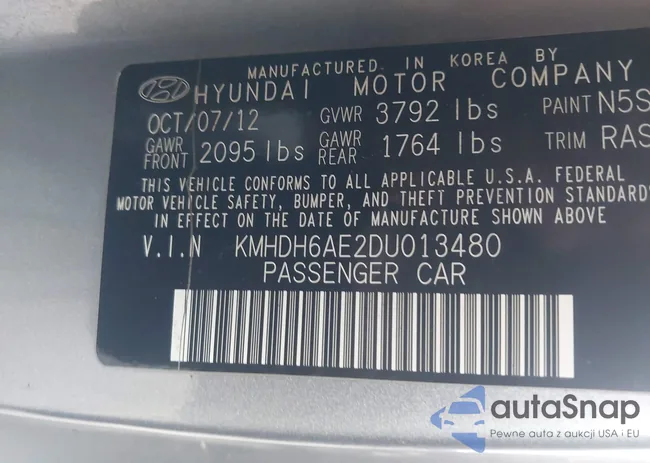 MANUFACTURED IN KOREA BY
HYUNDAI MOTOR COMPANY
OCT/07/12 GVWR 3792 lbs PAINT N5S
GAWR FRONT 2095 lbs GAWR REAR 1764 lbs TRIM RAS
THIS VEHICLE CONFORMS TO ALL APPLICABLE U.S.A. FEDERAL
MOTOR VEHICLE SAFETY, BUMPER, AND THEFT PREVENTION STANDARDS
IN EFFECT ON THE DATE OF MANUFACTURE SHOWN ABOVE
V.I.N KMHDH6AE2DU013480
PASSENGER CAR
autaSnap
Pewne auta z aukcji USA i EU